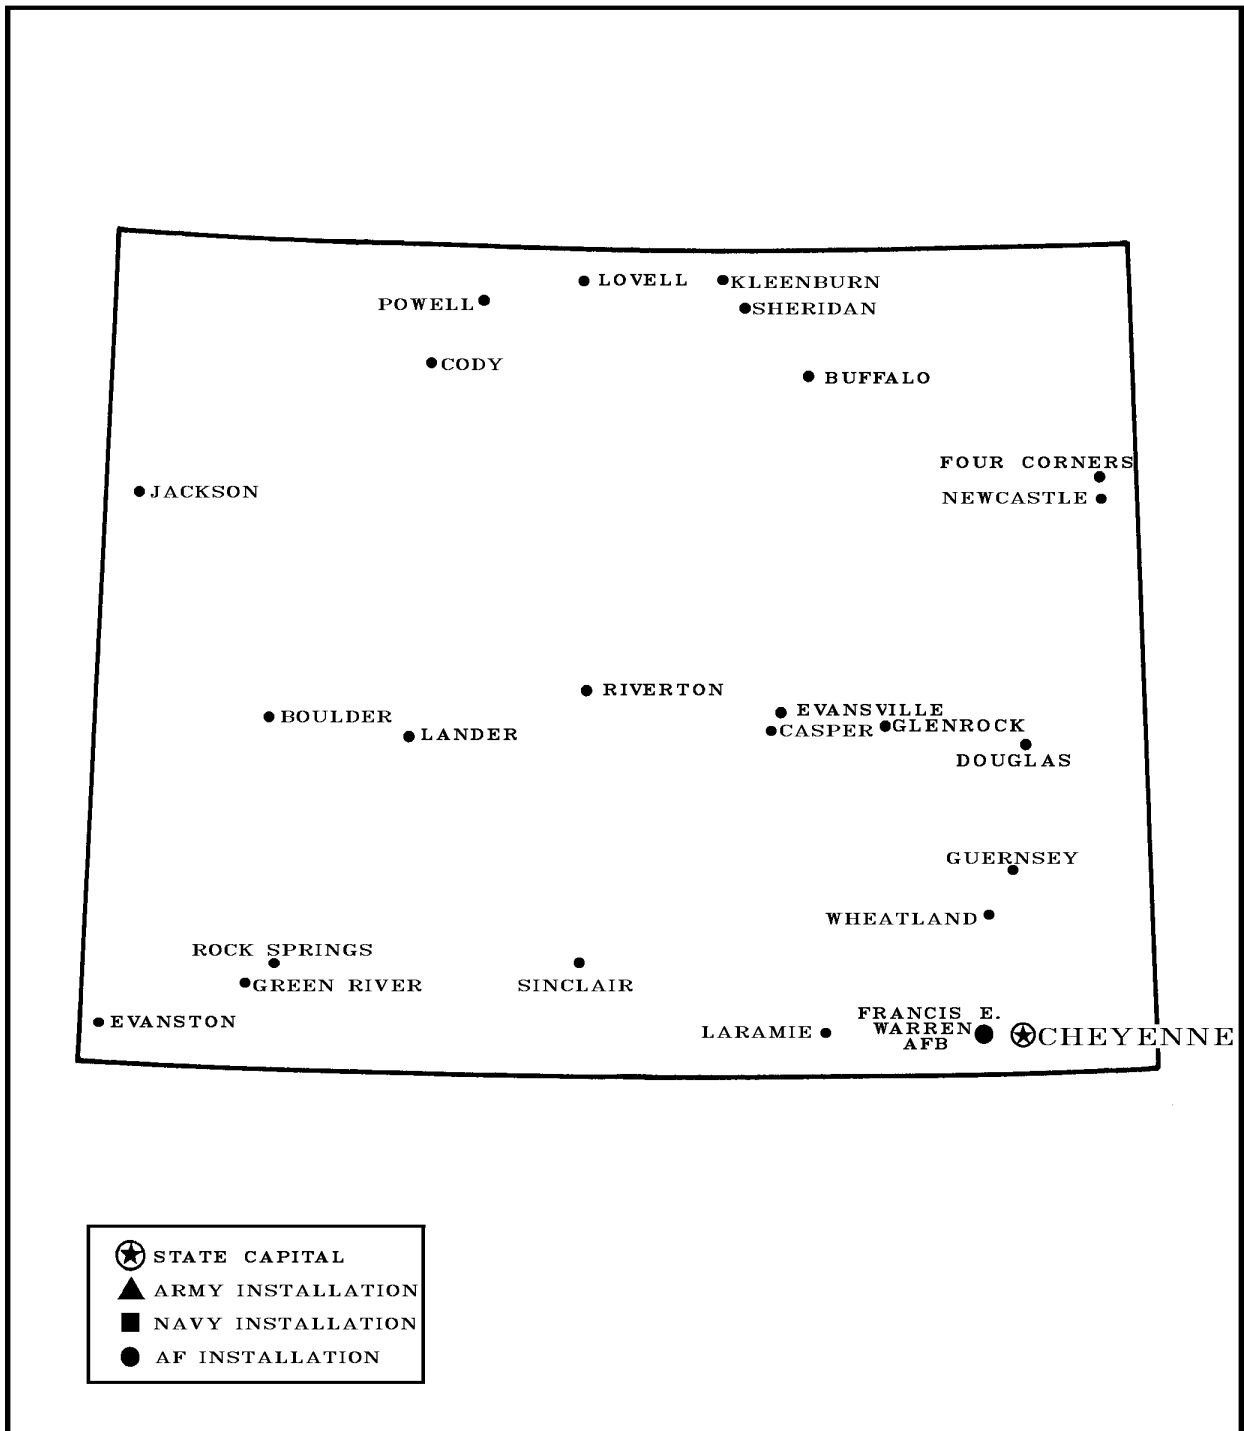 LOVELL
KLEENBURN
POWELL
SHERIDAN
CODY
BUFFALO
FOUR CORNERS
JACKSON
NEWCASTLE
RIVERTON
EVANSVILLE
BOULDER
LANDER
CASPER
GLENROCK
DOUGLAS
GUERNSEY
WHEATLAND
ROCK SPRINGS
GREEN RIVER
SINCLAIR
EVANSTON
LARAMIE
FRANCIS E.
WARREN
AFB
CHEYENNE
STATE CAPITAL
ARMY INSTALLATION
NAVY INSTALLATION
AF INSTALLATION